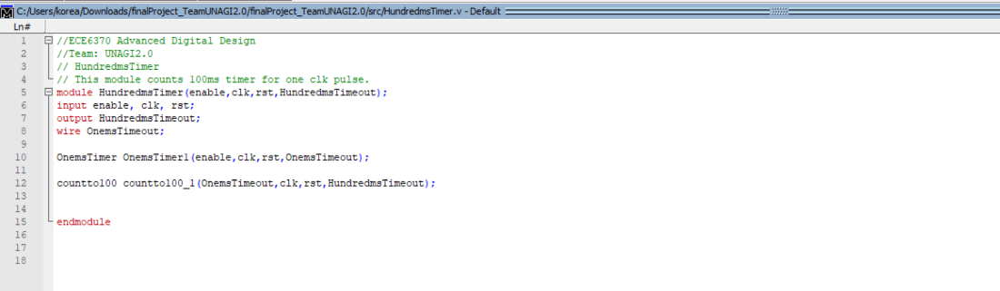 C:/Users/korea/Downloads/finalProject_TeamUNAGI2.0/finalProject_TeamUNAGI2.0/src/HundredmsTimer.v - Default
Ln#
1 //ECE6370 Advanced Digital Design
2 //Team: UNAGI2.0
3 // HundredmsTimer
4 // This module counts 100ms timer for one clk pulse.
5 module HundredmsTimer(enable,clk,rst,HundredmsTimeout);
6 input enable, clk, rst;
7 output HundredmsTimeout;
8 wire OnemsTimeout;
9
10 OnemsTimer OnemsTimer1(enable,clk,rst,OnemsTimeout);
11
12 countto100 countto100_1(OnemsTimeout,clk,rst,HundredmsTimeout);
13
14
15 endmodule
16
17
18